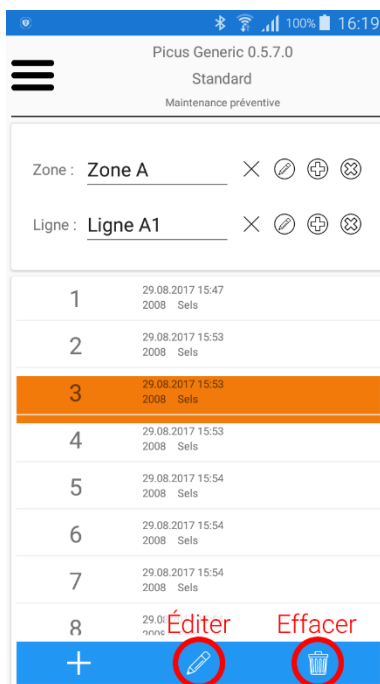 100% 16:19
Picus Generic 0.5.7.0
Standard
Maintenance préventive
Zone : Zone A
Ligne : Ligne A1
1 29.08.2017 15:47
2008 Sels
2 29.08.2017 15:53
2008 Sels
3 29.08.2017 15:53
2008 Sels
4 29.08.2017 15:53
2008 Sels
5 29.08.2017 15:54
2008 Sels
6 29.08.2017 15:54
2008 Sels
7 29.08.2017 15:54
2008 Sels
8 29.0
Éditer Effacer